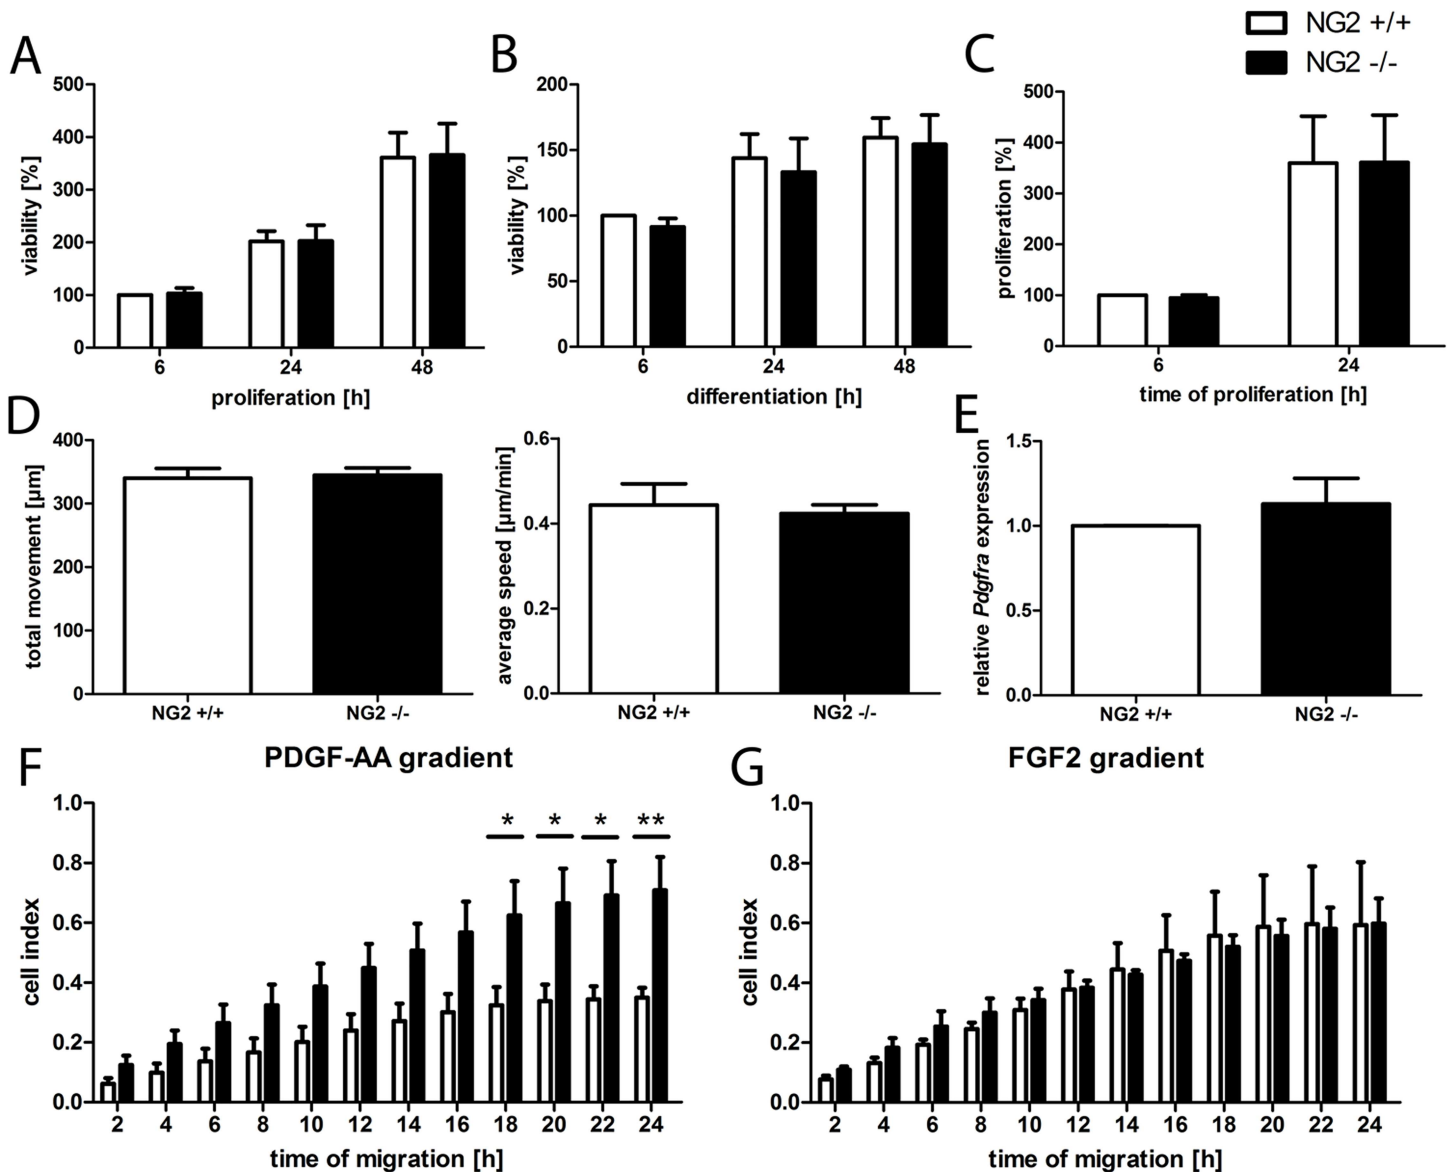 NG2 +/+
NG2 -/-
A
500
400
300
200
100
0
viability [%]
6 24 48
proliferation [h]
B
200
150
100
50
0
viability [%]
6 24 48
differentiation [h]
C
500
400
300
200
100
0
proliferation [%]
6 24
time of proliferation [h]
D
400
300
200
100
0
total movement [µm]
NG2 +/+ NG2 -/-
0.6
0.4
0.2
0.0
average speed [µm/min]
NG2 +/+ NG2 -/-
E
1.5
1.0
0.5
0.0
relative Pdgfra expression
NG2 +/+ NG2 -/-
F
PDGF-AA gradient
1.0
0.8
0.6
0.4
0.2
0.0
cell index
* * * **
2 4 6 8 10 12 14 16 18 20 22 24
time of migration [h]
G
FGF2 gradient
1.0
0.8
0.6
0.4
0.2
0.0
cell index
2 4 6 8 10 12 14 16 18 20 22 24
time of migration [h]